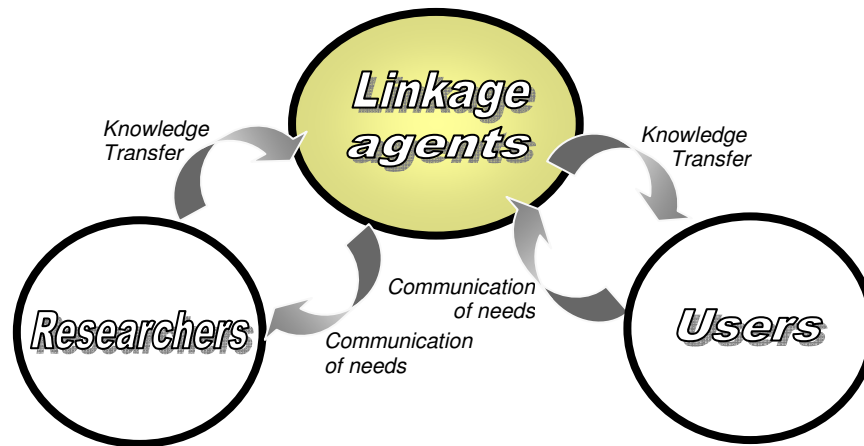 Linkage
agents
Knowledge
Transfer
Knowledge
Transfer
Communication
of needs
Communication
of needs
Researchers
Users